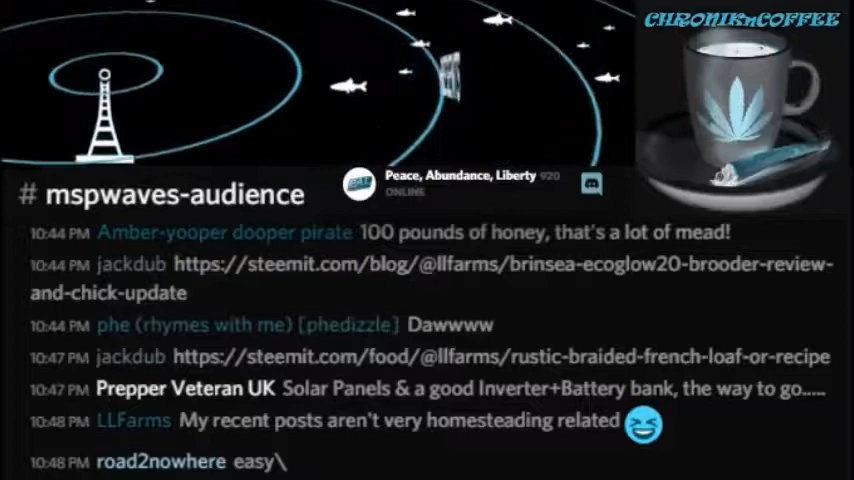 CHRONIKnCOFFEE
Peace, Abundance, Liberty 920
ONLINE
# mspwaves-audience
10:44 PM Amber-yooper dooper pirate 100 pounds of honey, that's a lot of mead!
10:44 PM jackdub https://steemit.com/blog/@llfarms/brinsea-ecoglow20-brooder-review-
and-chick-update
10:44 PM phe (rhymes with me) [phedizzle] Dawwww
10:47 PM jackdub https://steemit.com/food/@llfarms/rustic-braided-french-loaf-or-recipe
10:47 PM Prepper Veteran UK Solar Panels & a good Inverter+Battery bank, the way to go.....
10:48 PM LLFarms My recent posts aren't very homesteading related
10:48 PM road2nowhere easy\